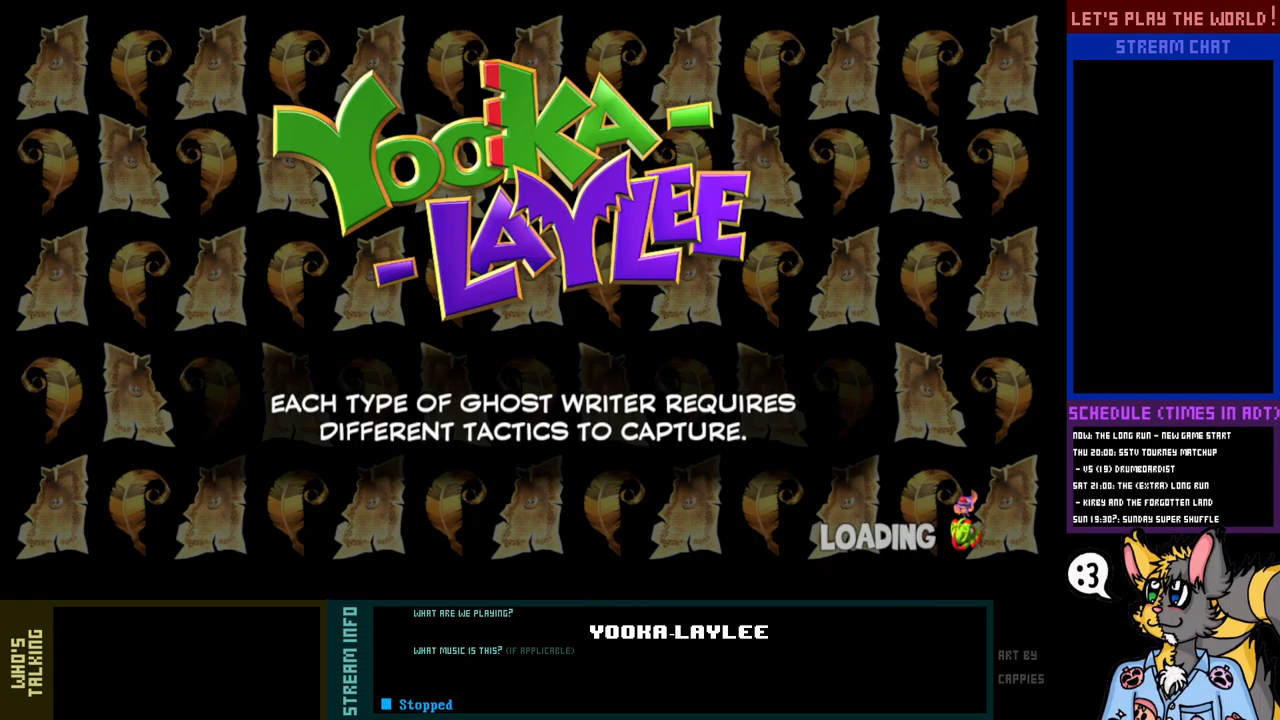 YOOKA-
-LAYLEE
EACH TYPE OF GHOST WRITER REQUIRES
DIFFERENT TACTICS TO CAPTURE.
LOADING
LET'S PLAY THE WORLD!
STREAM CHAT
SCHEDULE (TIMES IN ADT)
NOW: THE LONG RUN - NEW GAME START
THU 20:00: SSTV TOURNEY MATCHUP
- VS (19) DRUMBOARDIST
SAT 21:00: THE (EXTRA) LONG RUN
- KIRBY AND THE FORGOTTEN LAND
SUN 19:30?: SUNDAY SUPER SHUFFLE
:3
WHO'S
TALKING
STREAM INFO
WHAT ARE WE PLAYING?
YOOKA-LAYLEE
WHAT MUSIC IS THIS? (IF APPLICABLE)
Stopped
ART BY
CAPPIES